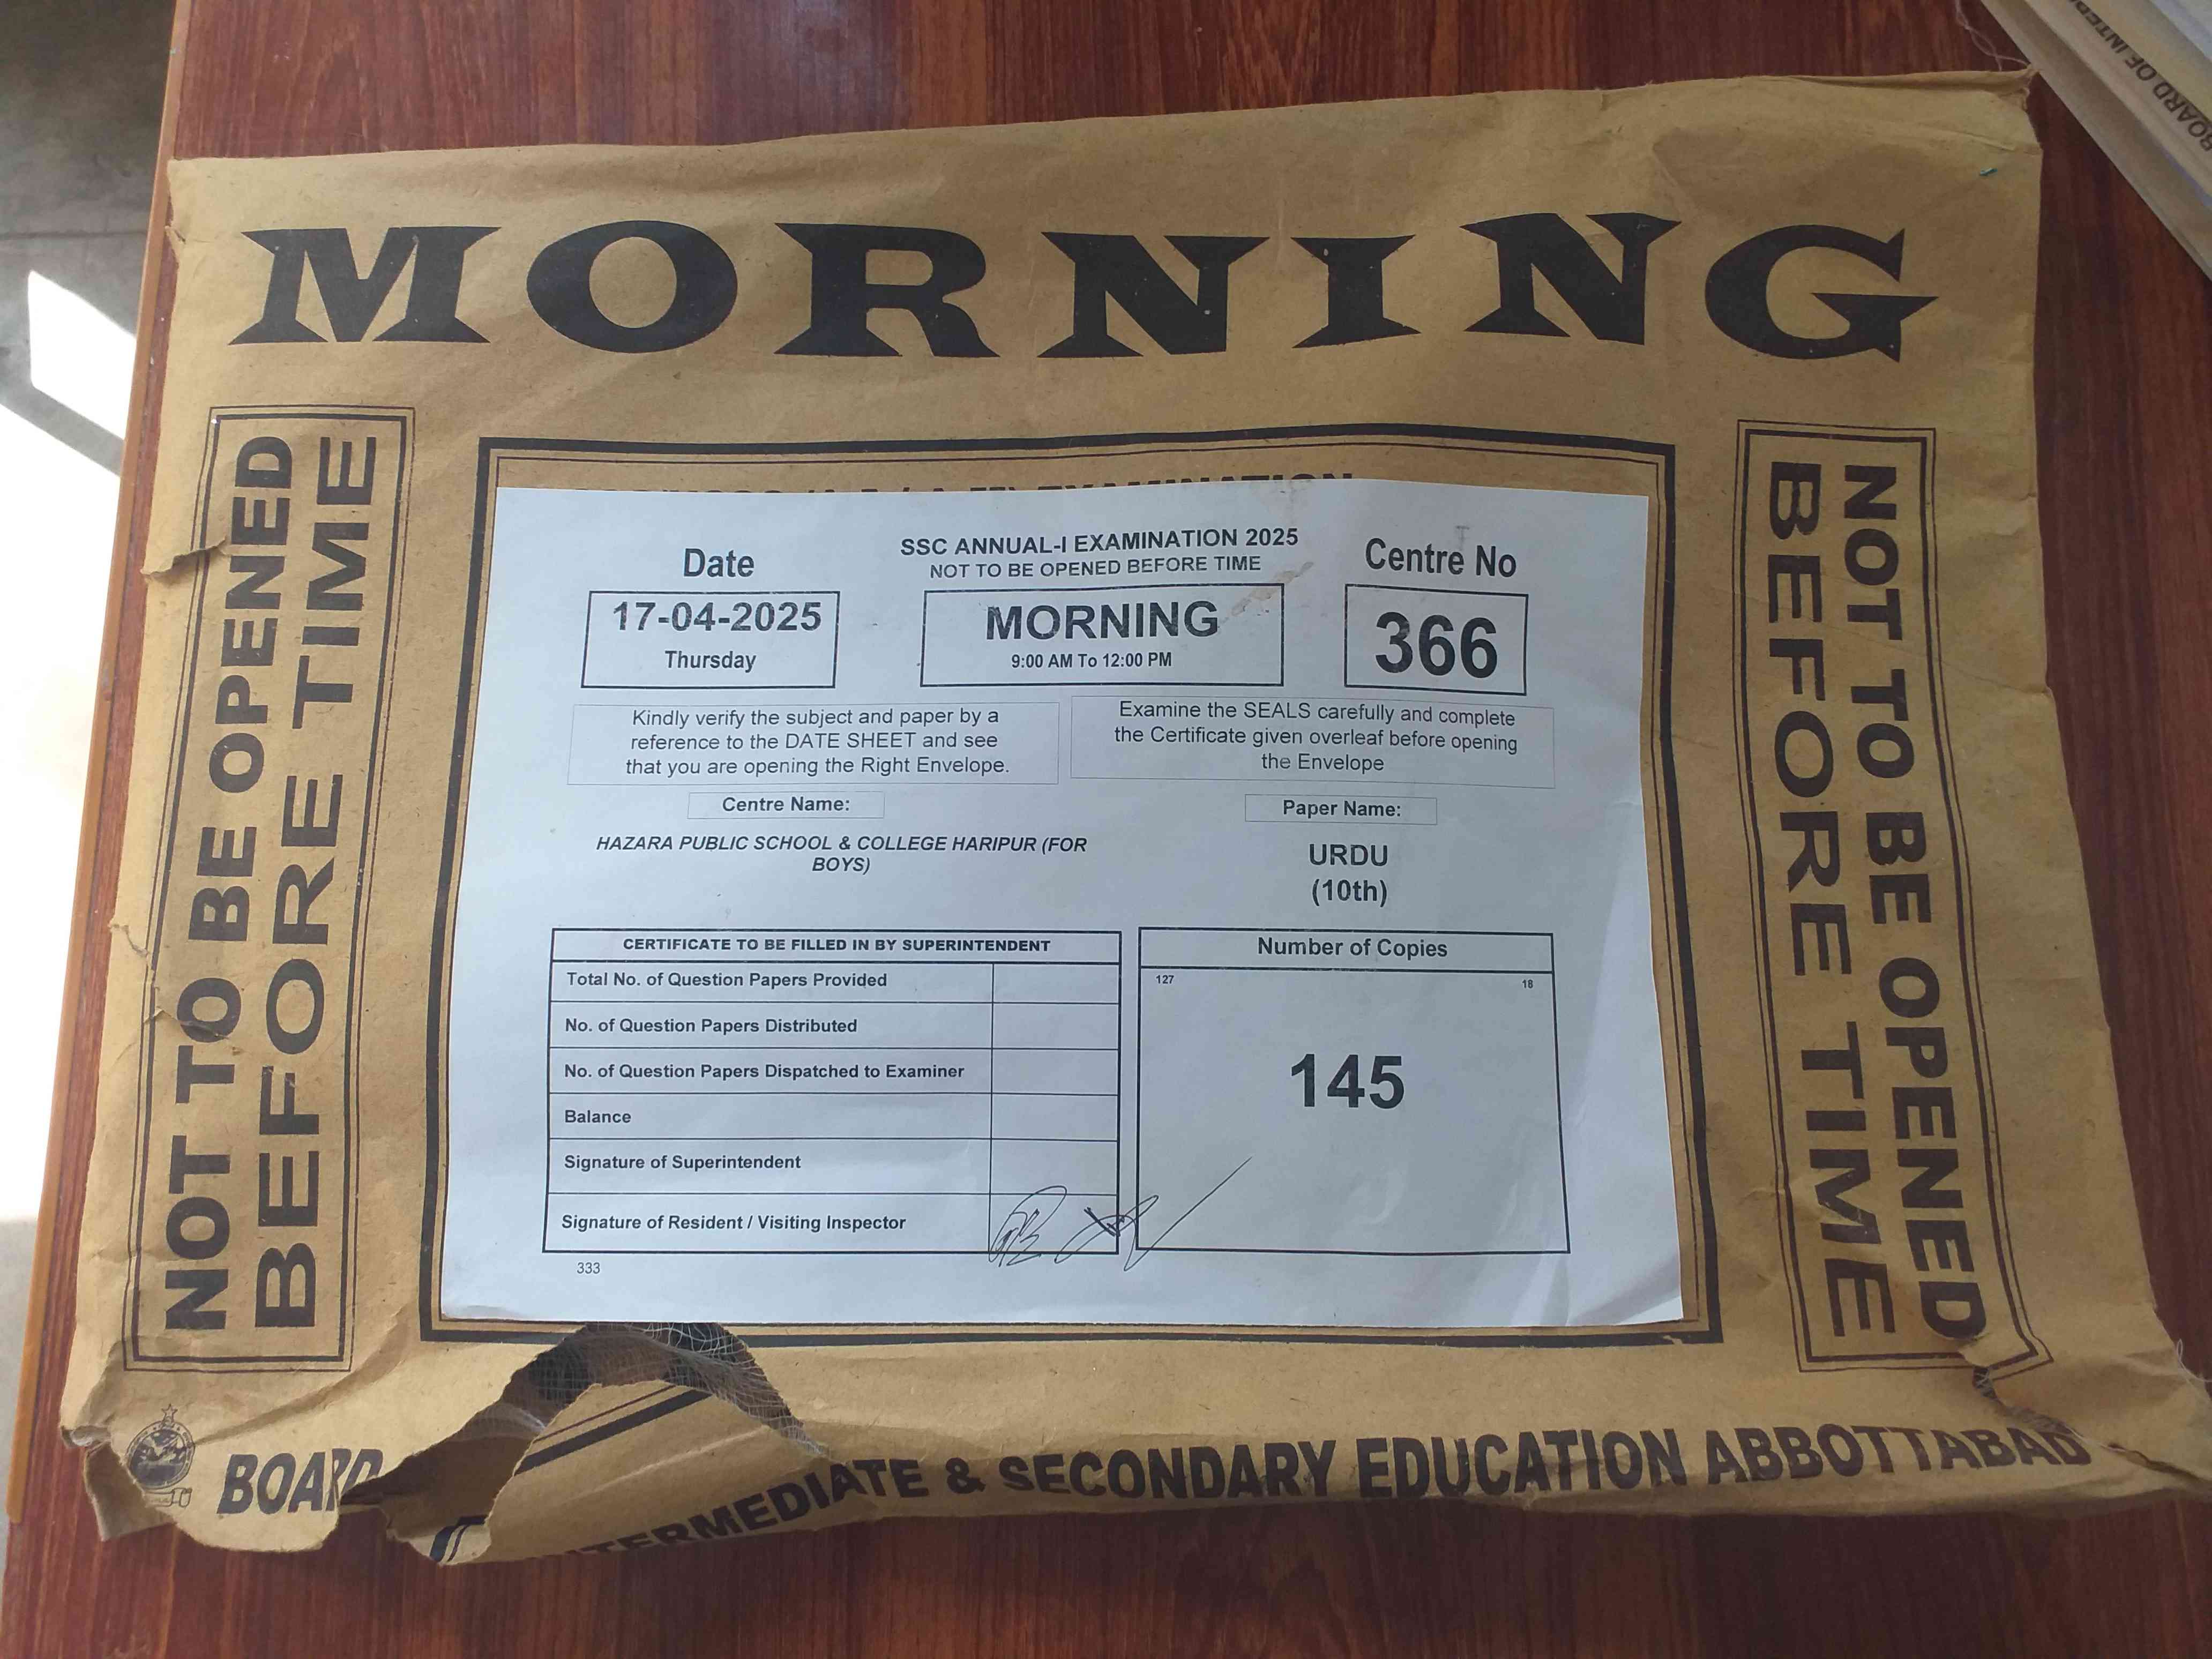 MORNING
NOT TO BE OPENED
BEFORE TIME
EXAMINATION
SSC ANNUAL-I EXAMINATION 2025
NOT TO BE OPENED BEFORE TIME
Date
17-04-2025
Thursday
MORNING
9:00 AM To 12:00 PM
Centre No
366
Kindly verify the subject and paper by a
reference to the DATE SHEET and see
that you are opening the Right Envelope.
Examine the SEALS carefully and complete
the Certificate given overleaf before opening
the Envelope
Centre Name:
HAZARA PUBLIC SCHOOL & COLLEGE HARIPUR (FOR
BOYS)
Paper Name:
URDU
(10th)
CERTIFICATE TO BE FILLED IN BY SUPERINTENDENT
Total No. of Question Papers Provided
No. of Question Papers Distributed
No. of Question Papers Dispatched to Examiner
Balance
Signature of Superintendent
Signature of Resident / Visiting Inspector
333
Number of Copies
127 18
145
NOT TO BE OPENED
BEFORE TIME
BOARD
INTERMEDIATE & SECONDARY EDUCATION ABBOTTABAD
BOARD OF